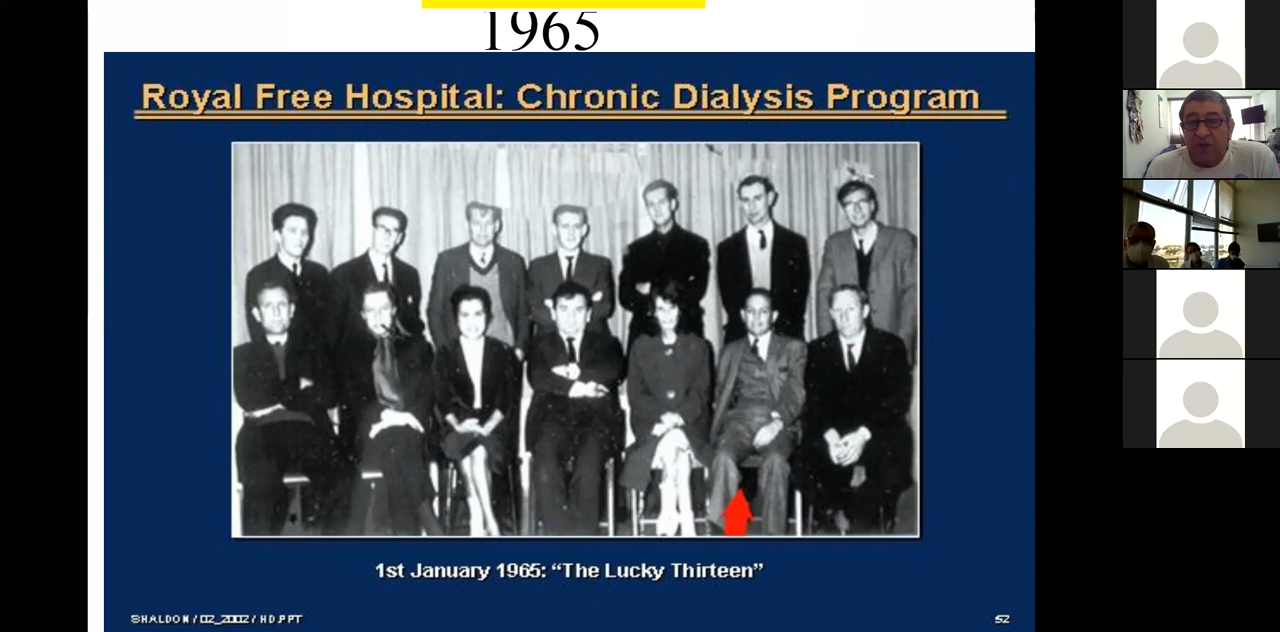 1965
Royal Free Hospital: Chronic Dialysis Program
1st January 1965: “The Lucky Thirteen”
SHALDON / 02_2002 / HD.PPT
52